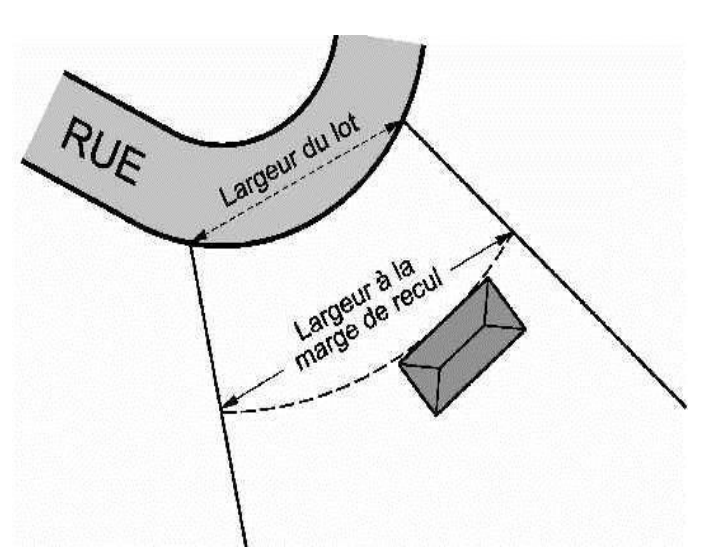 RUE
Largeur du lot
Largeur à la
marge de recul